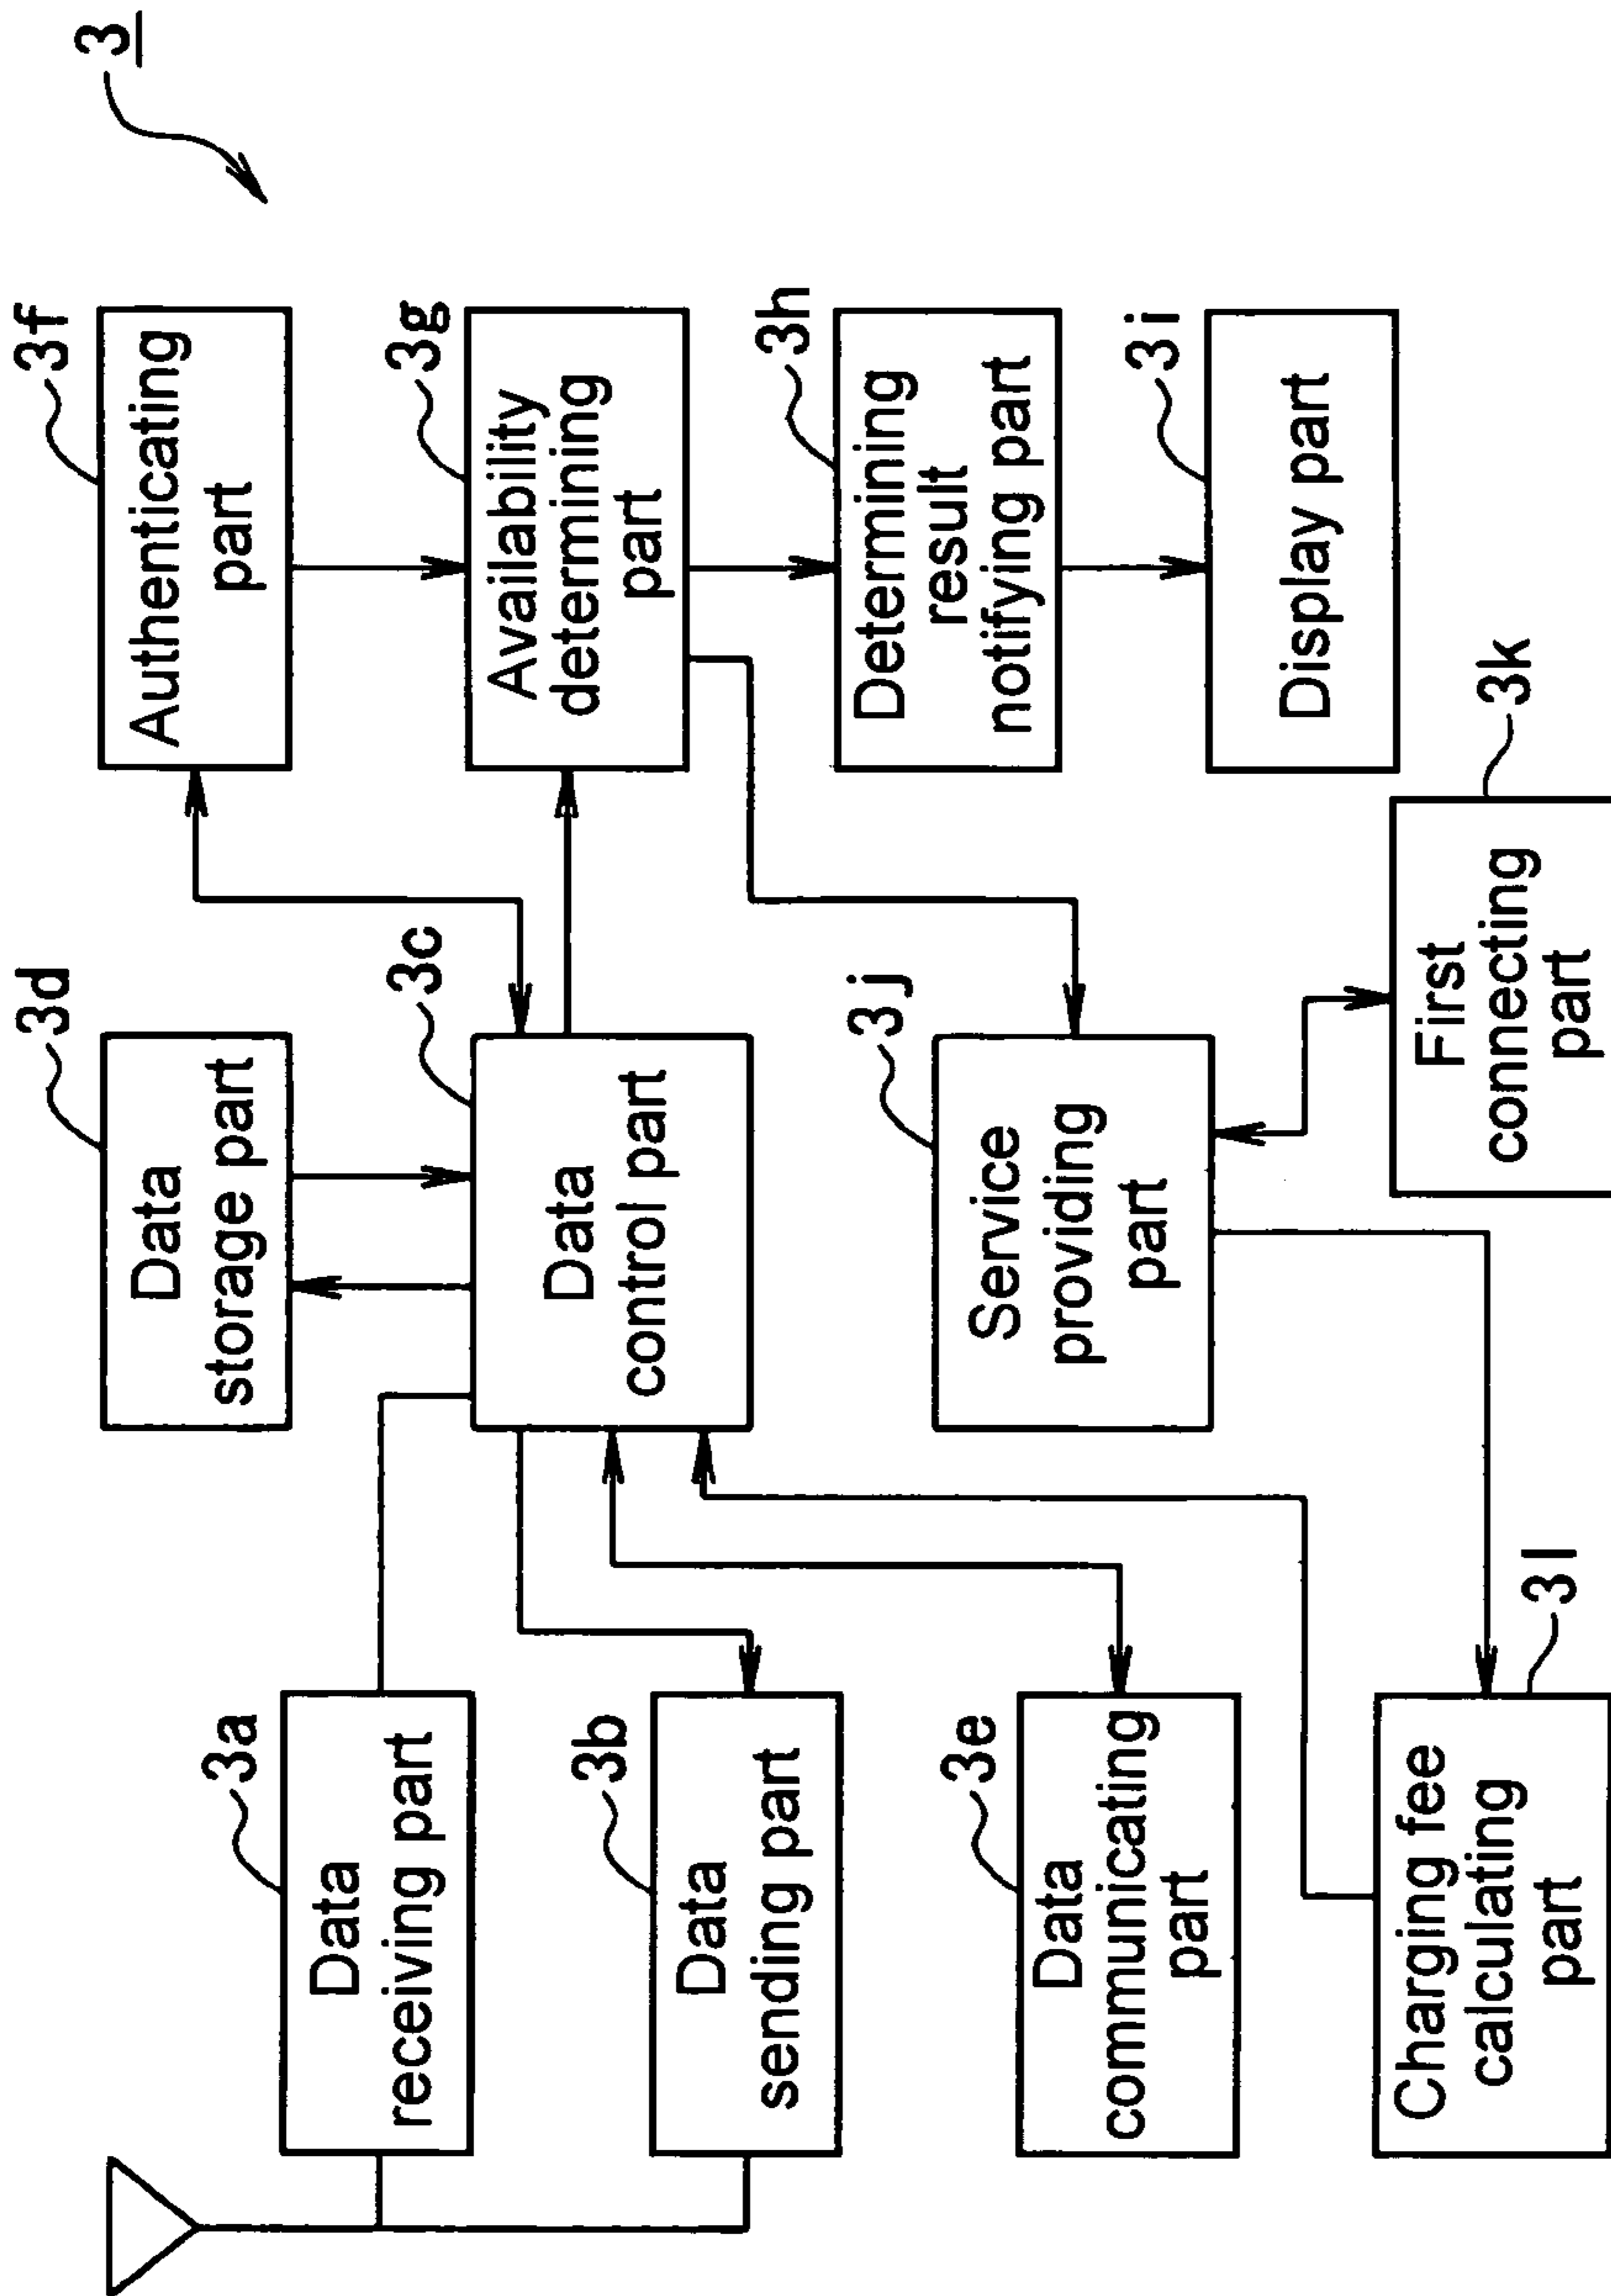 3
3a
Data
receiving part
3b
Data
sending part
3e
Data
communicating
part
3l
Charging fee
calculating
part
3d
Data
storage part
3c
Data
control part
3j
Service
providing
part
3k
First
connecting
part
3f
Authenticating
part
3g
Availability
determining
part
3h
Determining
result
notifying part
3i
Display part